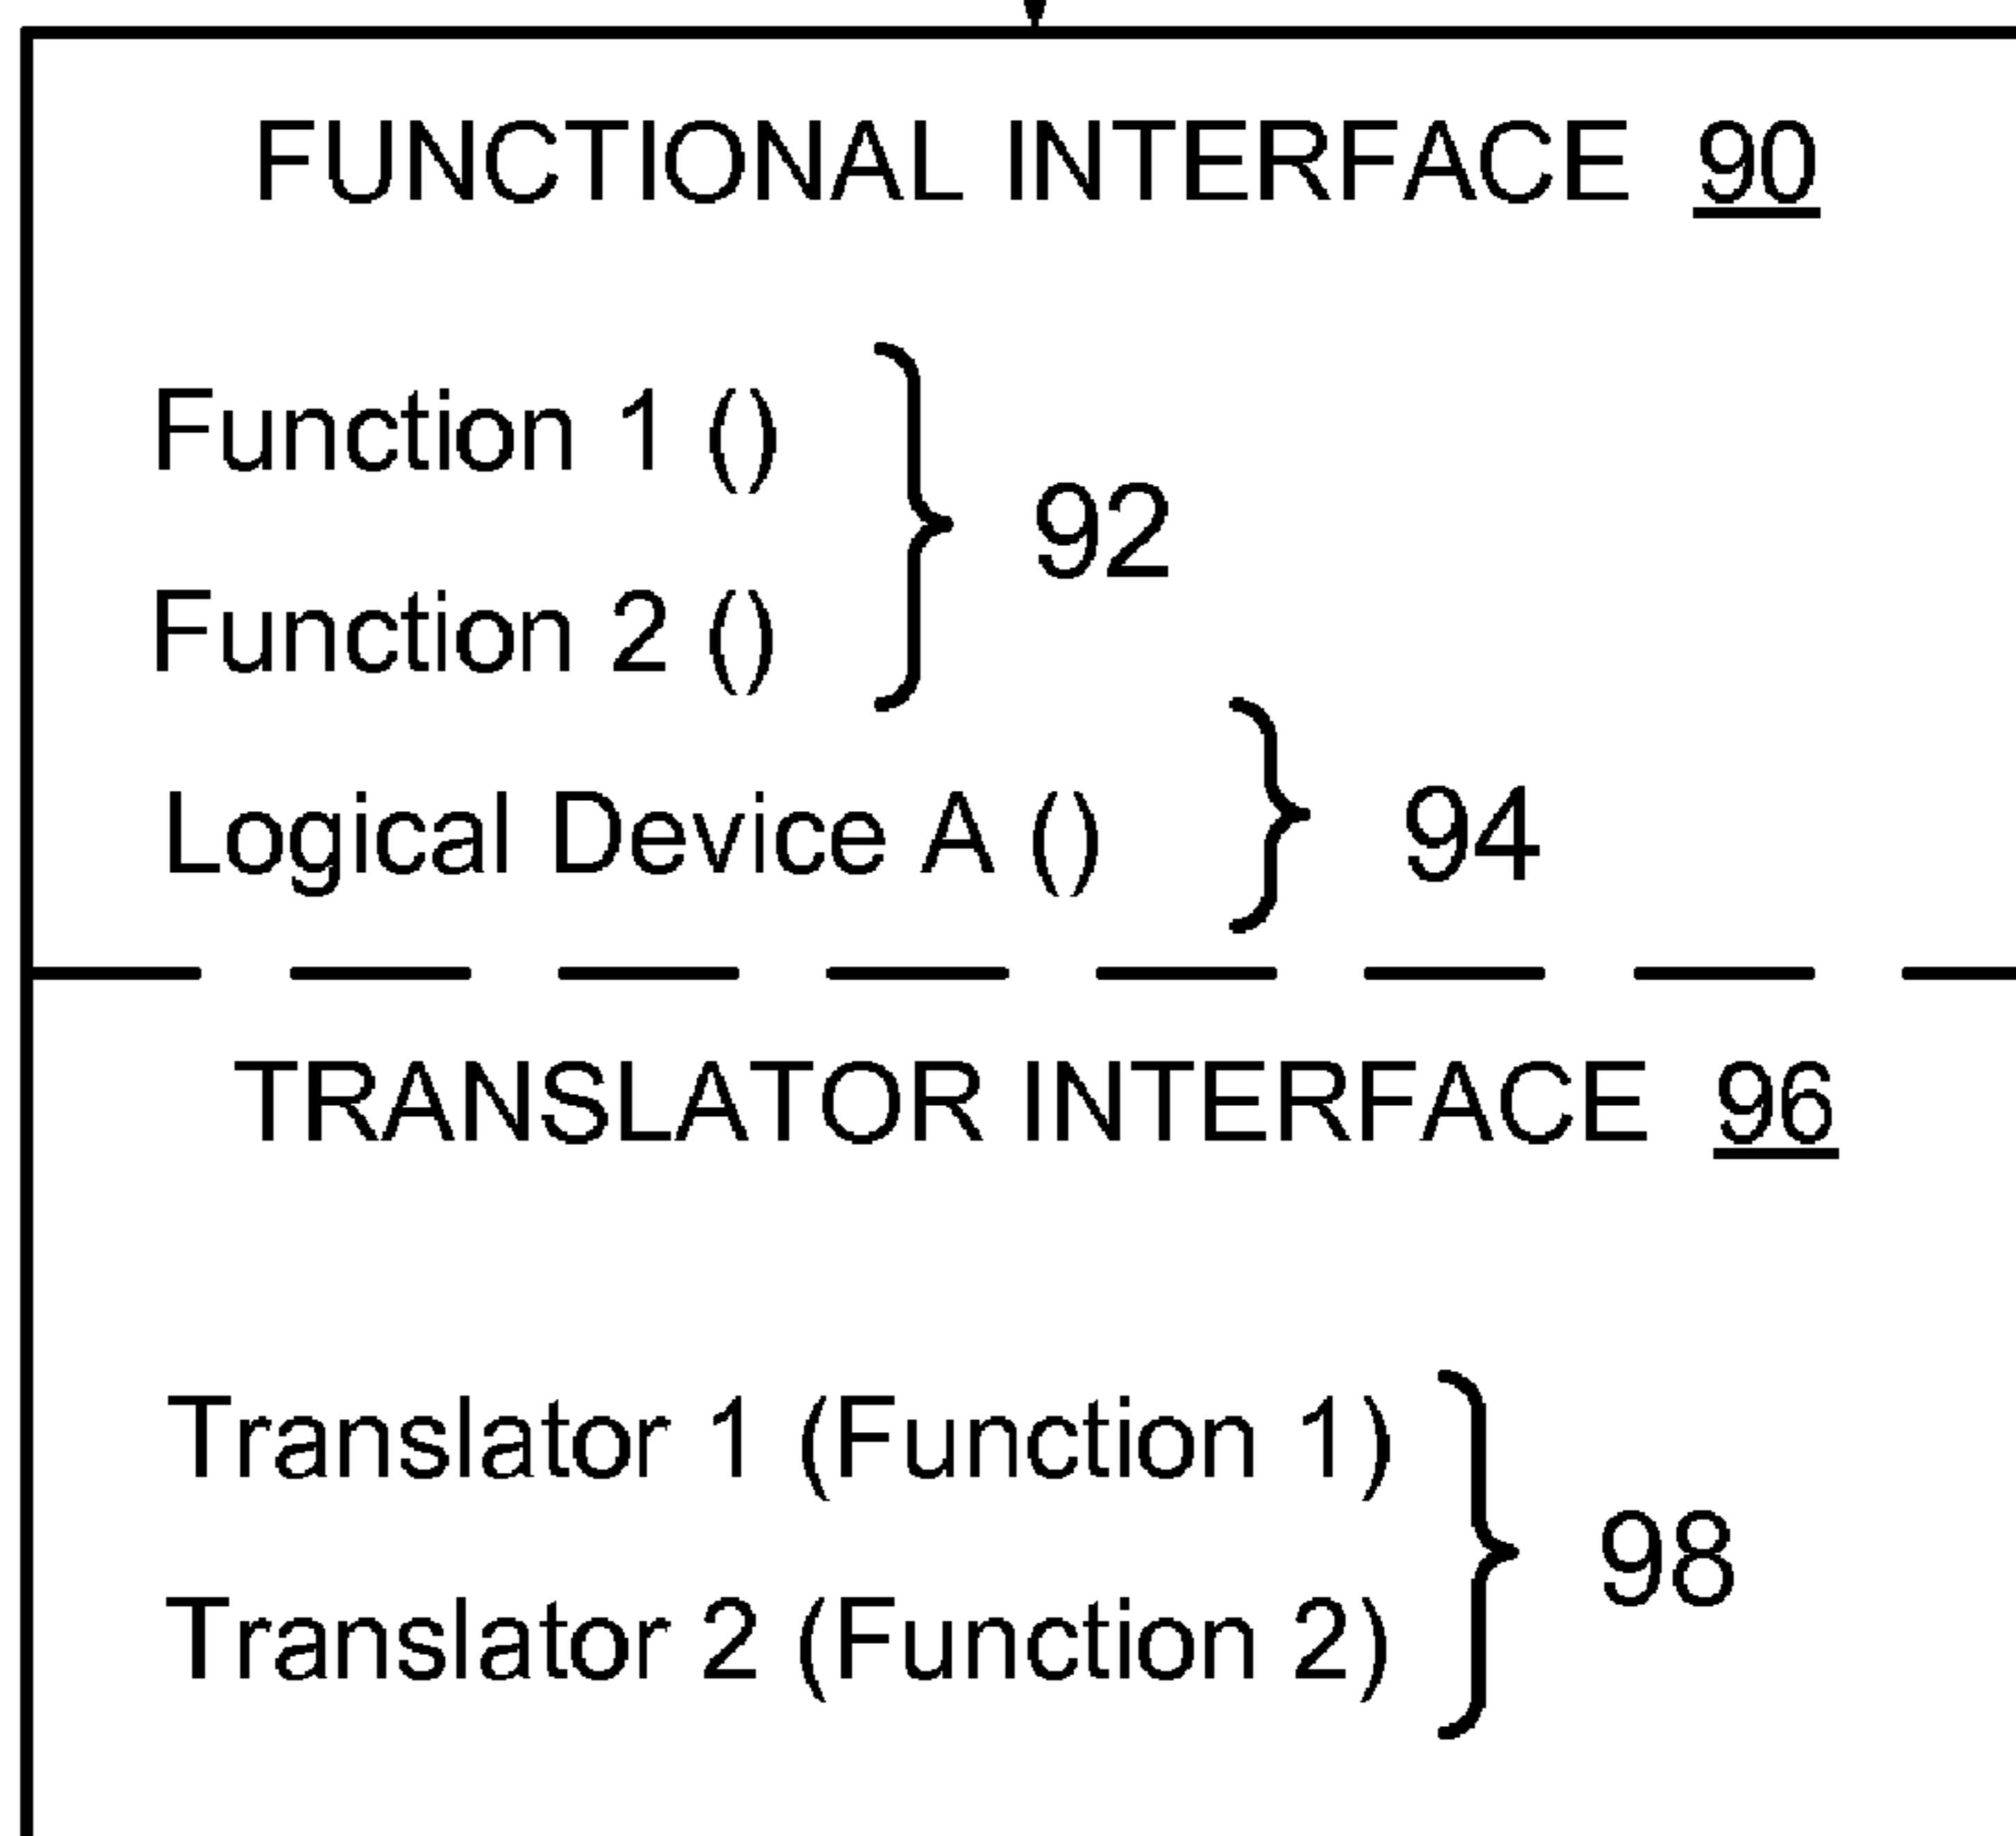 FUNCTIONAL INTERFACE 90
Function 1 ()
92
Function 2 ()
Logical Device A () 94
TRANSLATOR INTERFACE 96
Translator 1 (Function 1)
98
Translator 2 (Function 2)